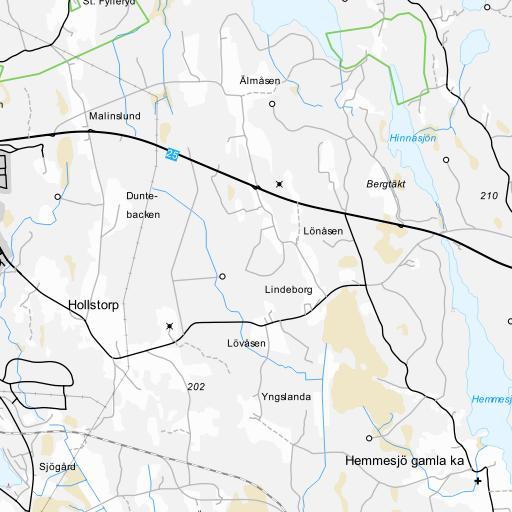 St. Fylleryd
Älmåsen
Malinslund
Hinnasjön
25
Bergtäkt
Dunte-
backen
210
Lönåsen
Lindeborg
Hollstorp
Lövåsen
202
Yngslanda
Hemmesj
Hemmesjö gamla ka
Sjögård